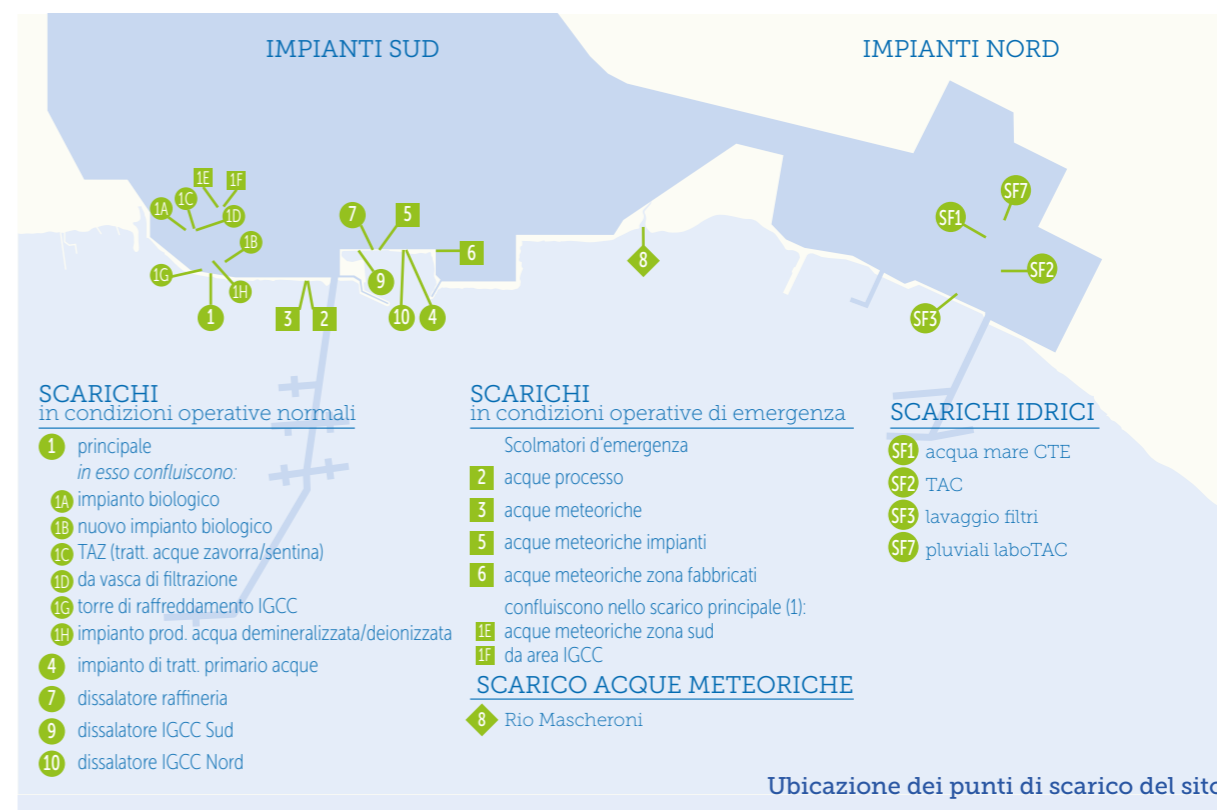 IMPIANTI SUD
IMPIANTI NORD
1E
1F
1C
1A
1D
1B
1G
1H
1
3
2
7
5
6
9
10
4
8
SF7
SF1
SF2
SF3
SCARICHI
in condizioni operative normali
1 principale
in esso confluiscono:
1A impianto biologico
1B nuovo impianto biologico
1C TAZ (tratt. acque zavorra/sentina)
1D da vasca di filtrazione
1G torre di raffreddamento IGCC
1H impianto prod. acqua demineralizzata/deionizzata
4 impianto di tratt. primario acque
7 dissalatore raffineria
9 dissalatore IGCC Sud
10 dissalatore IGCC Nord
SCARICHI
in condizioni operative di emergenza
Scolmatori d'emergenza
2 acque processo
3 acque meteoriche
5 acque meteoriche impianti
6 acque meteoriche zona fabbricati
confluiscono nello scarico principale (1):
1E acque meteoriche zona sud
1F da area IGCC
SCARICO ACQUE METEORICHE
8 Rio Mascheroni
SCARICHI IDRICI
SF1 acqua mare CTE
SF2 TAC
SF3 lavaggio filtri
SF7 pluviali laboTAC
Ubicazione dei punti di scarico del sito